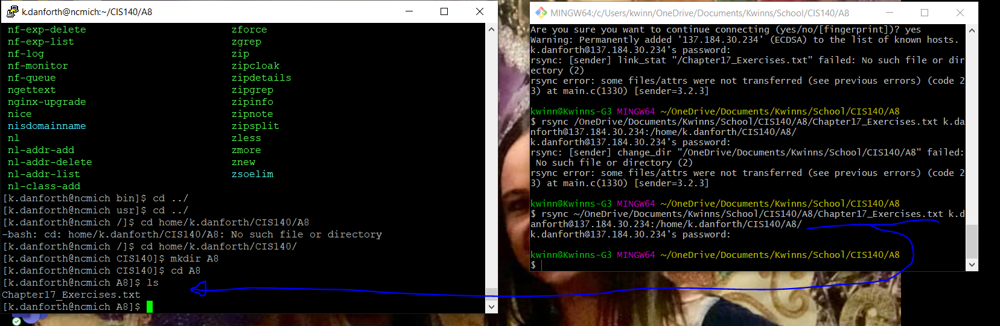 k.danforth@ncmich:~/CIS140/A8
nf-exp-delete zforce
nf-exp-list zgrep
nf-log zip
nf-monitor zipcloak
nf-queue zipdetails
ngettext zipgrep
nginx-upgrade zipinfo
nice zipnote
nisdomainname zipsplit
nl zless
nl-addr-add zmore
nl-addr-delete znew
nl-addr-list zsoelim
nl-class-add
[k.danforth@ncmich bin]$ cd ../
[k.danforth@ncmich usr]$ cd ../
[k.danforth@ncmich /]$ cd home/k.danforth/CIS140/A8
-bash: cd: home/k.danforth/CIS140/A8: No such file or directory
[k.danforth@ncmich /]$ cd home/k.danforth/CIS140/
[k.danforth@ncmich CIS140]$ mkdir A8
[k.danforth@ncmich CIS140]$ cd A8
[k.danforth@ncmich A8]$ ls
Chapter17_Exercises.txt
[k.danforth@ncmich A8]$
MINGW64:/c/Users/kwinn/OneDrive/Documents/Kwinns/School/CIS140/A8
Are you sure you want to continue connecting (yes/no/[fingerprint])? yes
Warning: Permanently added '137.184.30.234' (ECDSA) to the list of known hosts.
k.danforth@137.184.30.234's password:
rsync: [sender] link_stat "/Chapter17_Exercises.txt" failed: No such file or dir
ectory (2)
rsync error: some files/attrs were not transferred (see previous errors) (code 2
3) at main.c(1330) [sender=3.2.3]
kwinn@Kwinns-G3 MINGW64 ~/OneDrive/Documents/Kwinns/School/CIS140/A8
$ rsync /OneDrive/Documents/Kwinns/School/CIS140/A8/Chapter17_Exercises.txt k.da
nforth@137.184.30.234:/home/k.danforth/CIS140/A8/
k.danforth@137.184.30.234's password:
rsync: [sender] change_dir "/OneDrive/Documents/Kwinns/School/CIS140/A8" failed:
No such file or directory (2)
rsync error: some files/attrs were not transferred (see previous errors) (code 2
3) at main.c(1330) [sender=3.2.3]
kwinn@Kwinns-G3 MINGW64 ~/OneDrive/Documents/Kwinns/School/CIS140/A8
$ rsync ~/OneDrive/Documents/Kwinns/School/CIS140/A8/Chapter17_Exercises.txt k.d
anforth@137.184.30.234:/home/k.danforth/CIS140/A8/
k.danforth@137.184.30.234's password:
kwinn@Kwinns-G3 MINGW64 ~/OneDrive/Documents/Kwinns/School/CIS140/A8
$